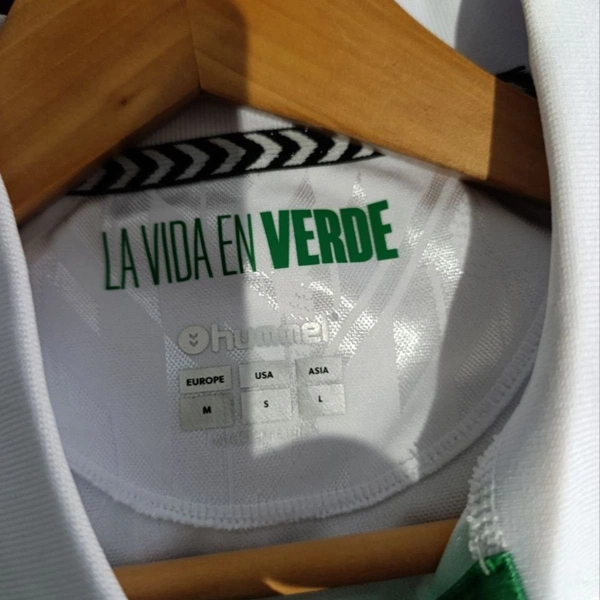 LA VIDA EN VERDE
hummel
EUROPE USA ASIA
M S L